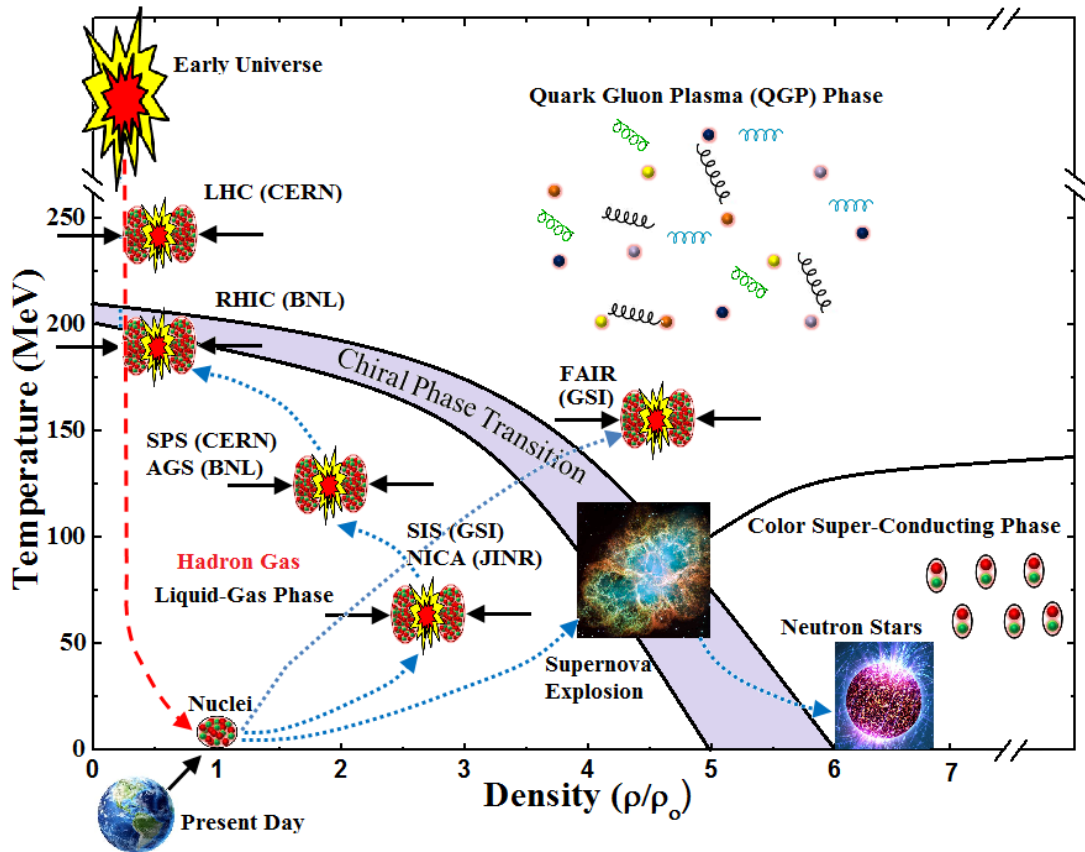 Early Universe
Quark Gluon Plasma (QGP) Phase
LHC (CERN)
250
RHIC (BNL)
200
Chiral Phase Transition
FAIR
(GSI)
150
SPS (CERN)
AGS (BNL)
100
Temperature (MeV)
SIS (GSI)
NICA (JINR)
Color Super-Conducting Phase
Hadron Gas
Liquid-Gas Phase
50
Neutron Stars
Supernova
Explosion
Nuclei
0
0 1 2 3 4 5 6 7
Density (ρ/ρo)
Present Day